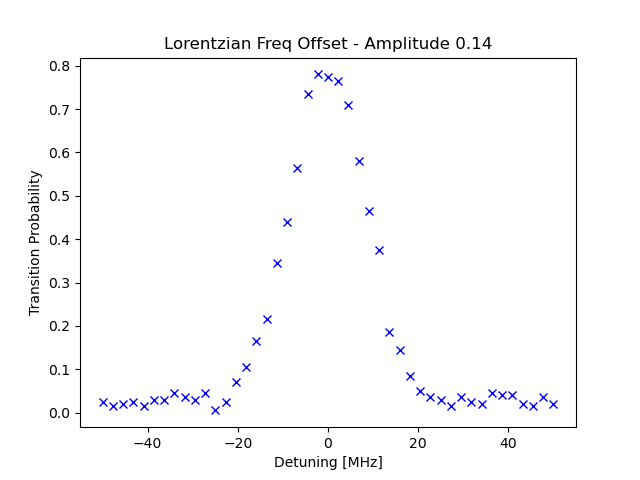 Lorentzian Freq Offset - Amplitude 0.14
Transition Probability
0.8
0.7
0.6
0.5
0.4
0.3
0.2
0.1
0.0
−40 −20 0 20 40
Detuning [MHz]